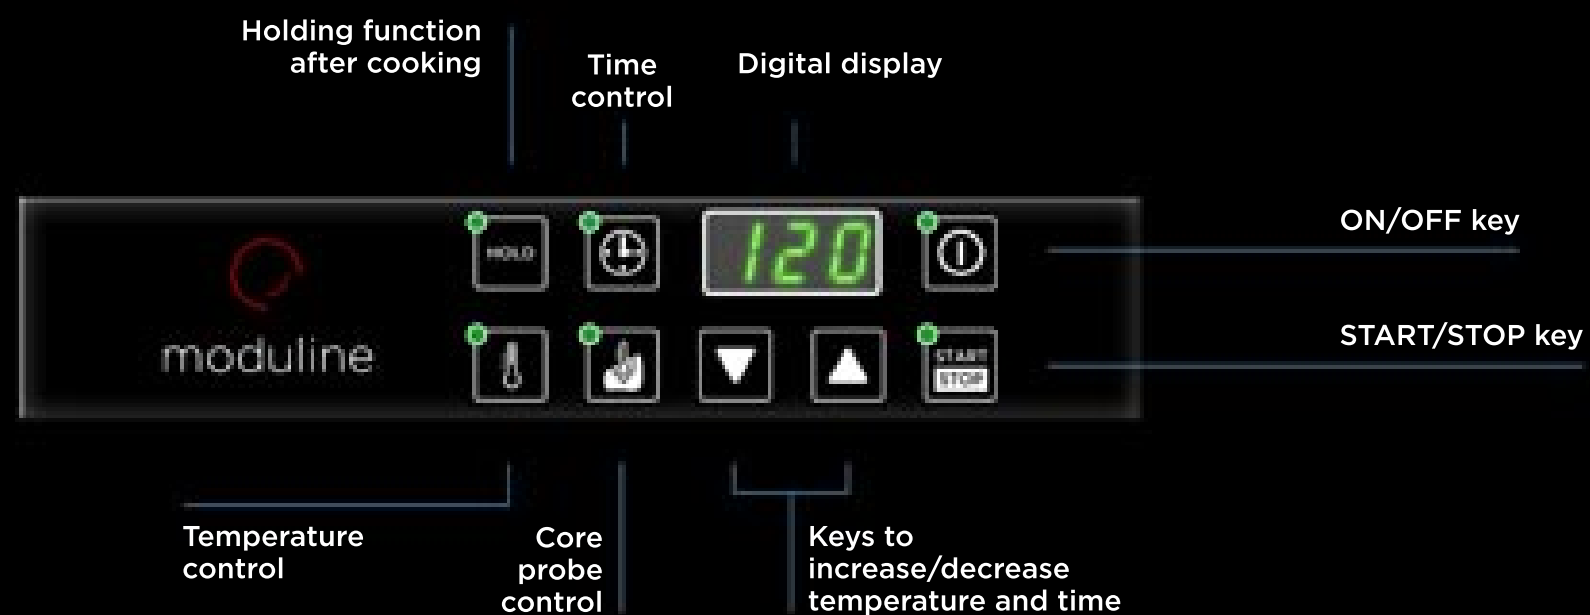 Holding function
after cooking
Time
control
Digital display
HOLD
120
ON/OFF key
moduline
START
STOP
START/STOP key
Temperature
control
Core
probe
control
Keys to
increase/decrease
temperature and time